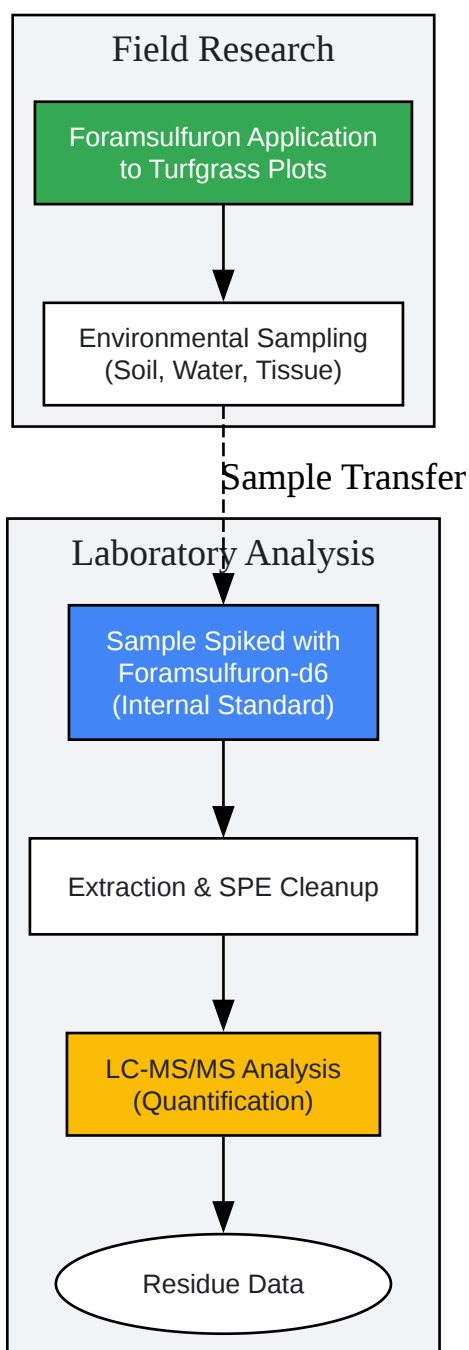 Field Research
Foramsulfuron Application
to Turfgrass Plots
Environmental Sampling
(Soil, Water, Tissue)
Sample Transfer
Laboratory Analysis
Sample Spiked with
Foramsulfuron-d6
(Internal Standard)
Extraction & SPE Cleanup
LC-MS/MS Analysis
(Quantification)
Residue Data